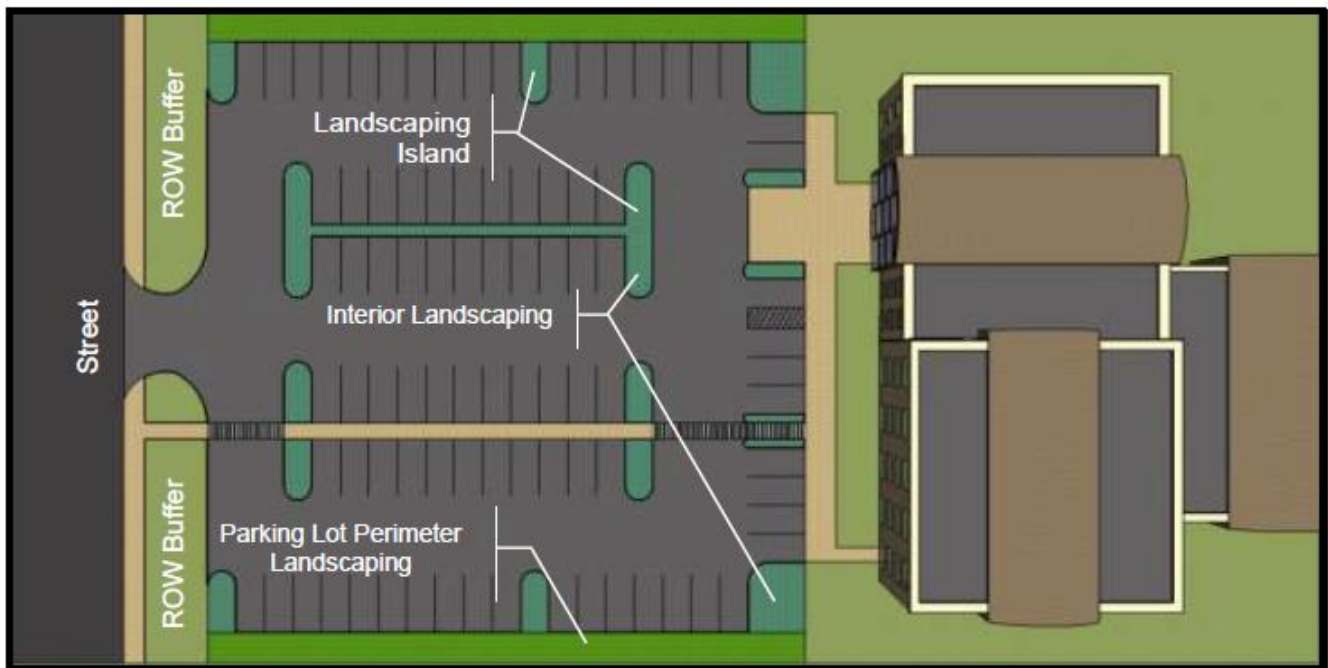 ROW Buffer
Landscaping
Island
Street
Interior Landscaping
ROW Buffer
Parking Lot Perimeter
Landscaping